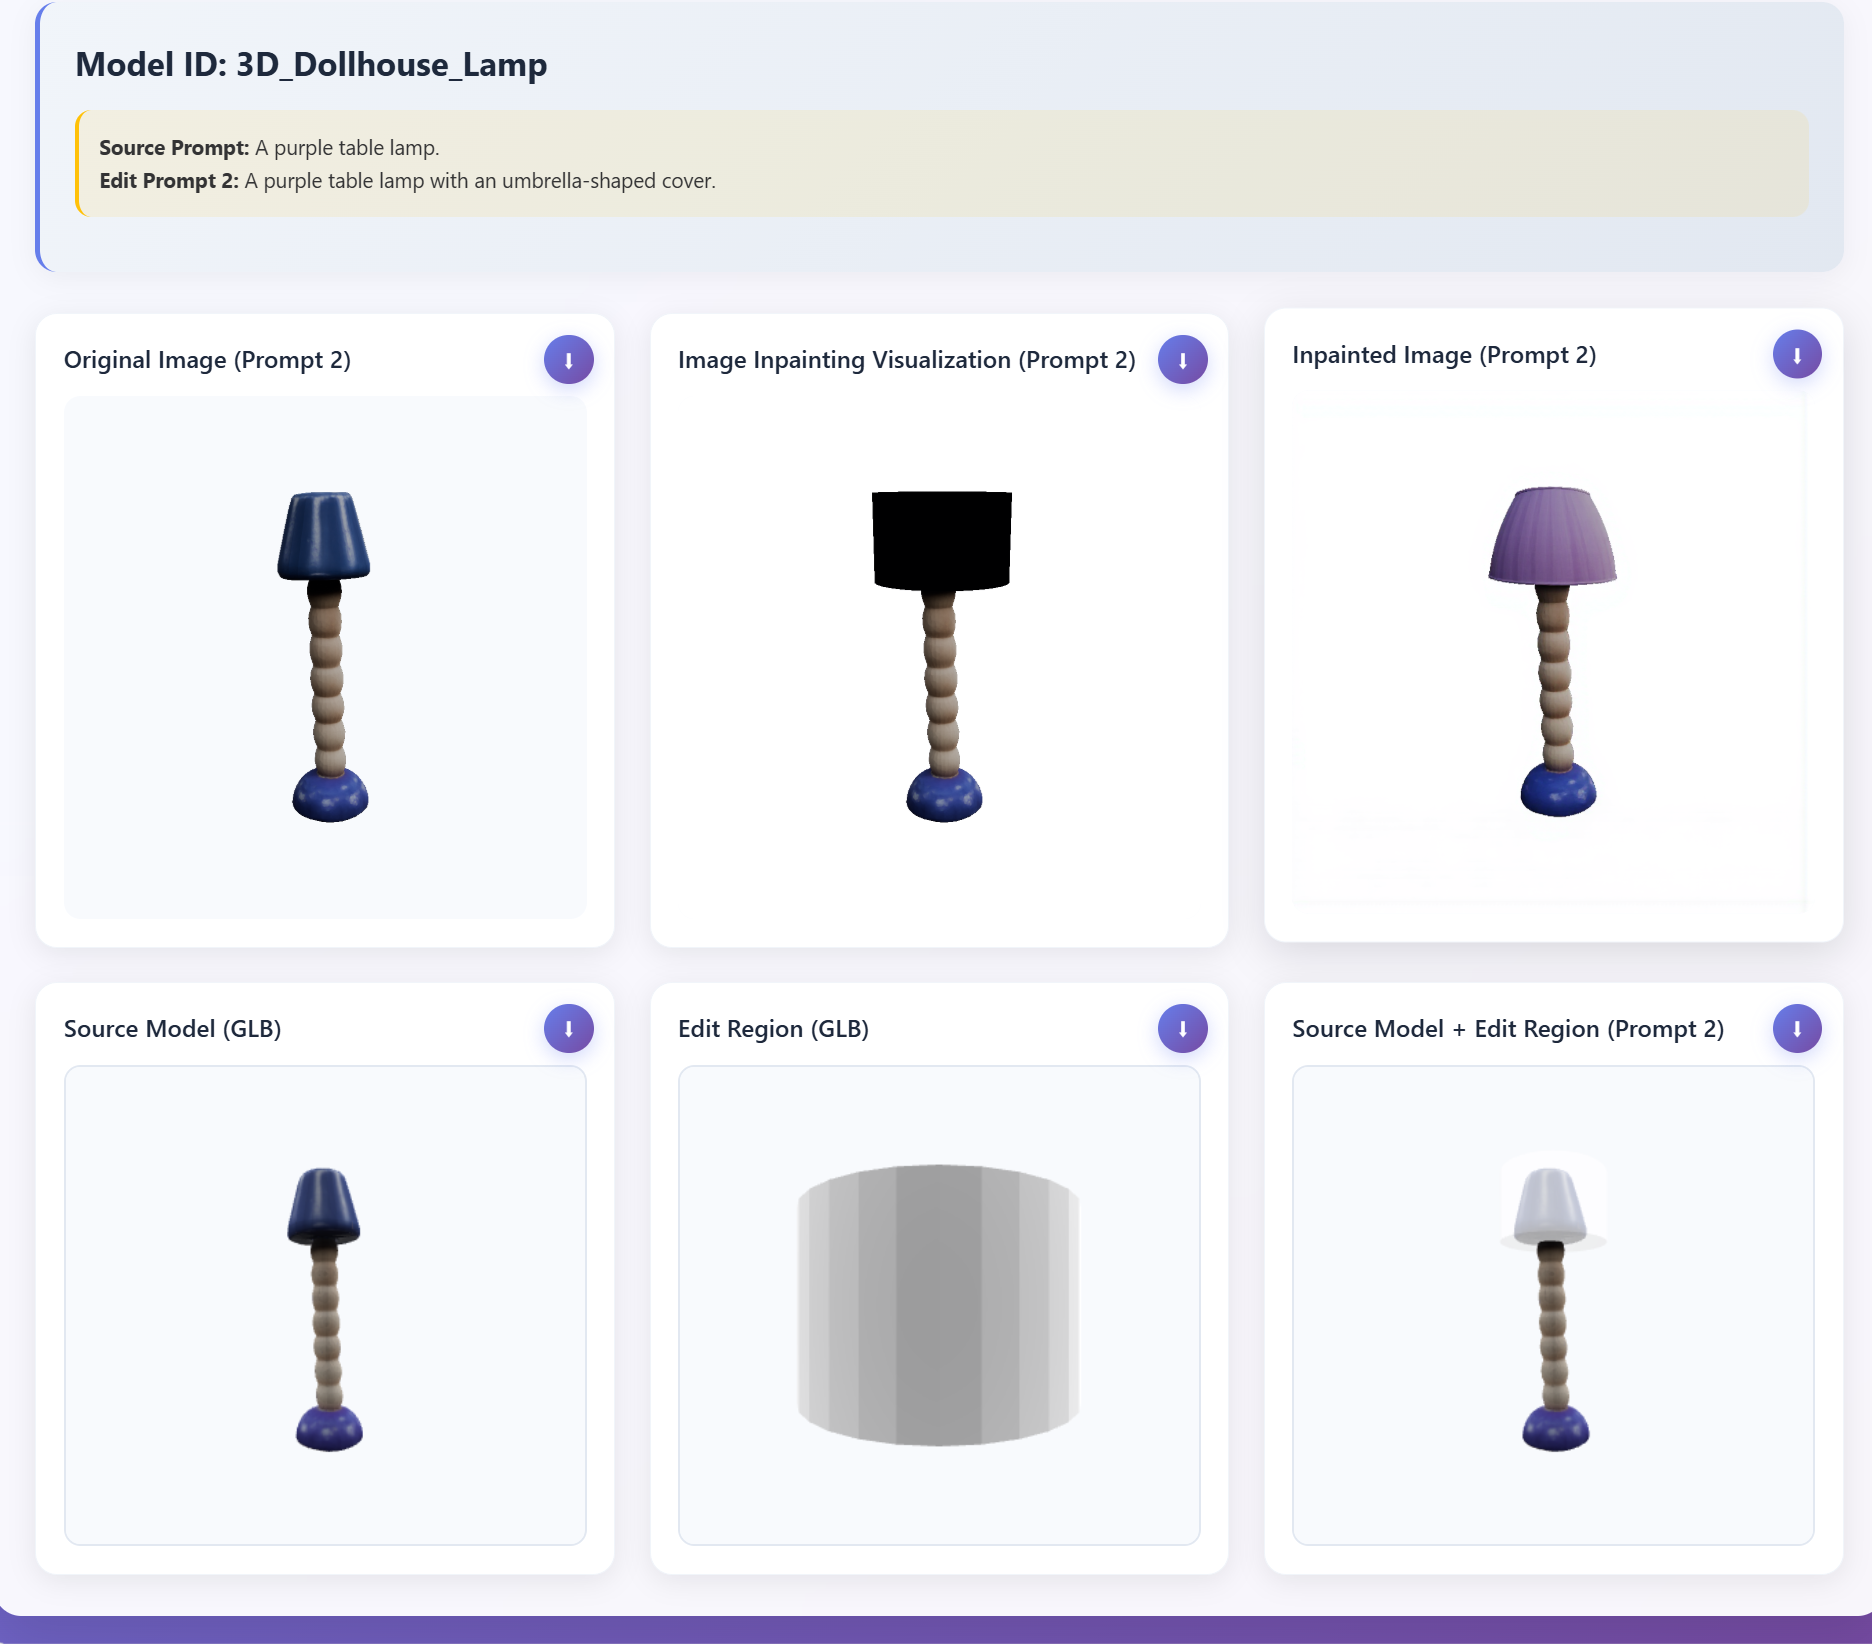 Model ID: 3D_Dollhouse_Lamp
Source Prompt: A purple table lamp.
Edit Prompt 2: A purple table lamp with an umbrella-shaped cover.
Original Image (Prompt 2)
Image Inpainting Visualization (Prompt 2)
Inpainted Image (Prompt 2)
Source Model (GLB)
Edit Region (GLB)
Source Model + Edit Region (Prompt 2)